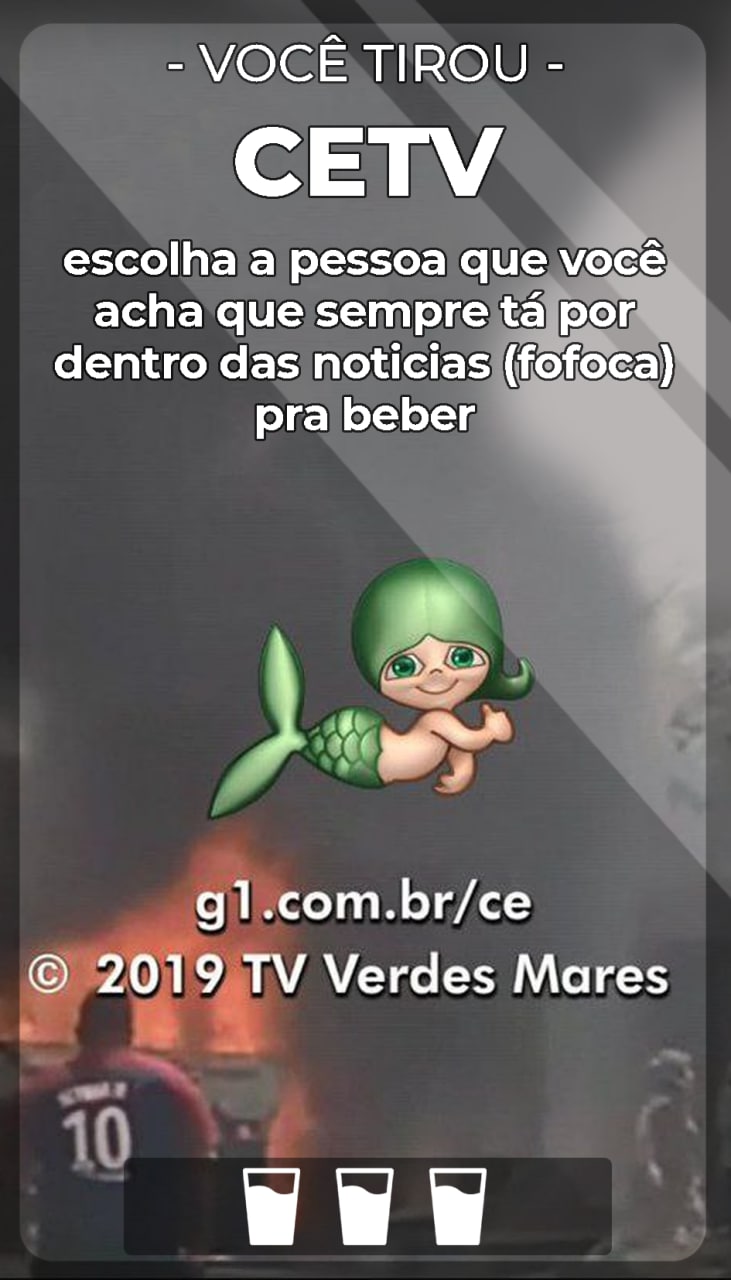 - VOCÊ TIROU -
CETV
escolha a pessoa que você
acha que sempre tá por
dentro das noticias (fofoca)
pra beber
g1.com.br/ce
© 2019 TV Verdes Mares
10